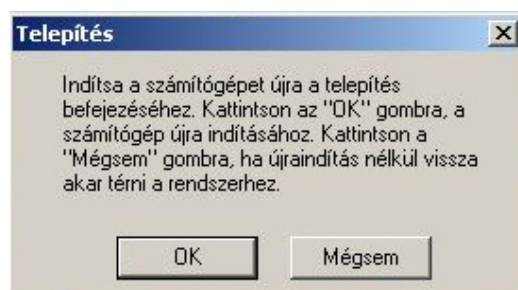 Telepítés
Indítsa a számítógépet újra a telepítés
befejezéséhez. Kattintson az "OK" gombra, a
számítógép újra indításához. Kattintson a
"Mégsem" gombra, ha újraindítás nélkül vissza
akar térni a rendszerhez.
OK
Mégsem